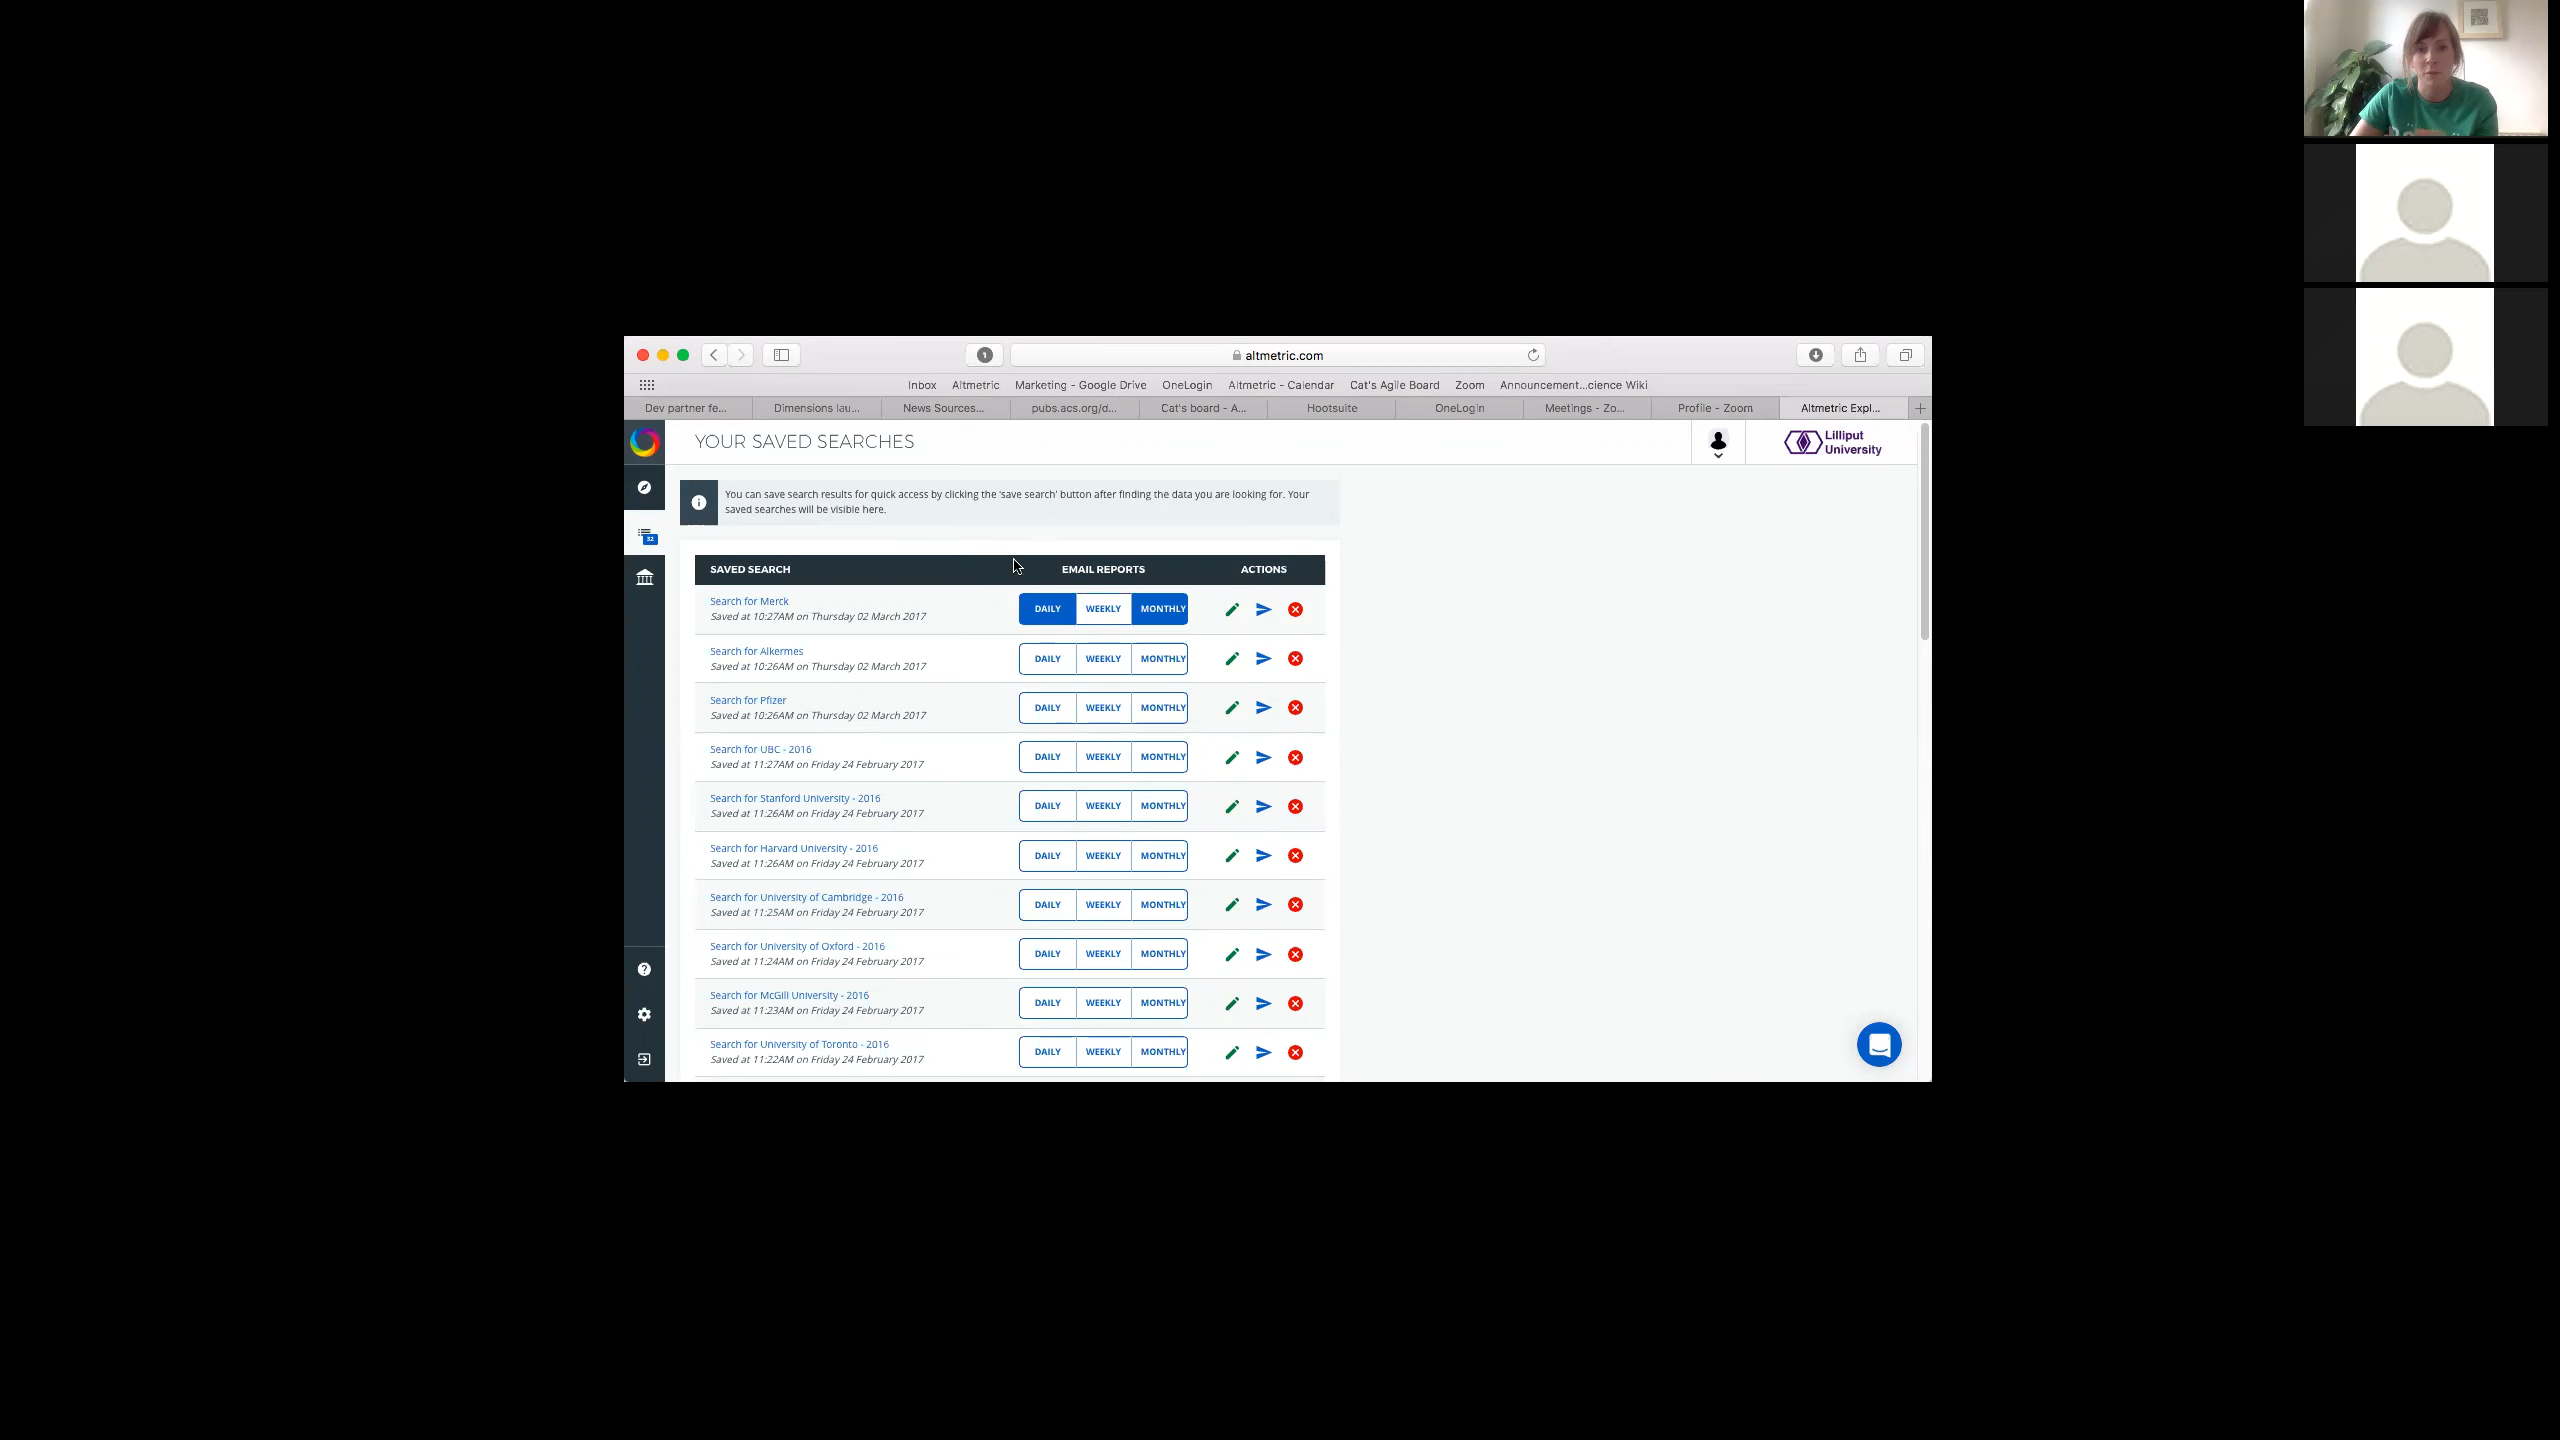 1
altmetric.com
Inbox Altmetric Marketing - Google Drive OneLogin Altmetric - Calendar Cat's Agile Board Zoom Announcement...cience Wiki
Dev partner fe... Dimensions lau... News Sources... pubs.acs.org/d... Cat's board - A... Hootsuite OneLogin Meetings - Zo... Profile - Zoom Altmetric Expl...
YOUR SAVED SEARCHES
Lilliput
University
You can save search results for quick access by clicking the 'save search' button after finding the data you are looking for. Your
saved searches will be visible here.
32
SAVED SEARCH EMAIL REPORTS ACTIONS
Search for Merck
Saved at 10:27AM on Thursday 02 March 2017
DAILY WEEKLY MONTHLY
Search for Alkermes
Saved at 10:26AM on Thursday 02 March 2017
DAILY WEEKLY MONTHLY
Search for Pfizer
Saved at 10:26AM on Thursday 02 March 2017
DAILY WEEKLY MONTHLY
Search for UBC - 2016
Saved at 11:27AM on Friday 24 February 2017
DAILY WEEKLY MONTHLY
Search for Stanford University - 2016
Saved at 11:26AM on Friday 24 February 2017
DAILY WEEKLY MONTHLY
Search for Harvard University - 2016
Saved at 11:26AM on Friday 24 February 2017
DAILY WEEKLY MONTHLY
Search for University of Cambridge - 2016
Saved at 11:25AM on Friday 24 February 2017
DAILY WEEKLY MONTHLY
Search for University of Oxford - 2016
Saved at 11:24AM on Friday 24 February 2017
DAILY WEEKLY MONTHLY
Search for McGill University - 2016
Saved at 11:23AM on Friday 24 February 2017
DAILY WEEKLY MONTHLY
Search for University of Toronto - 2016
Saved at 11:22AM on Friday 24 February 2017
DAILY WEEKLY MONTHLY